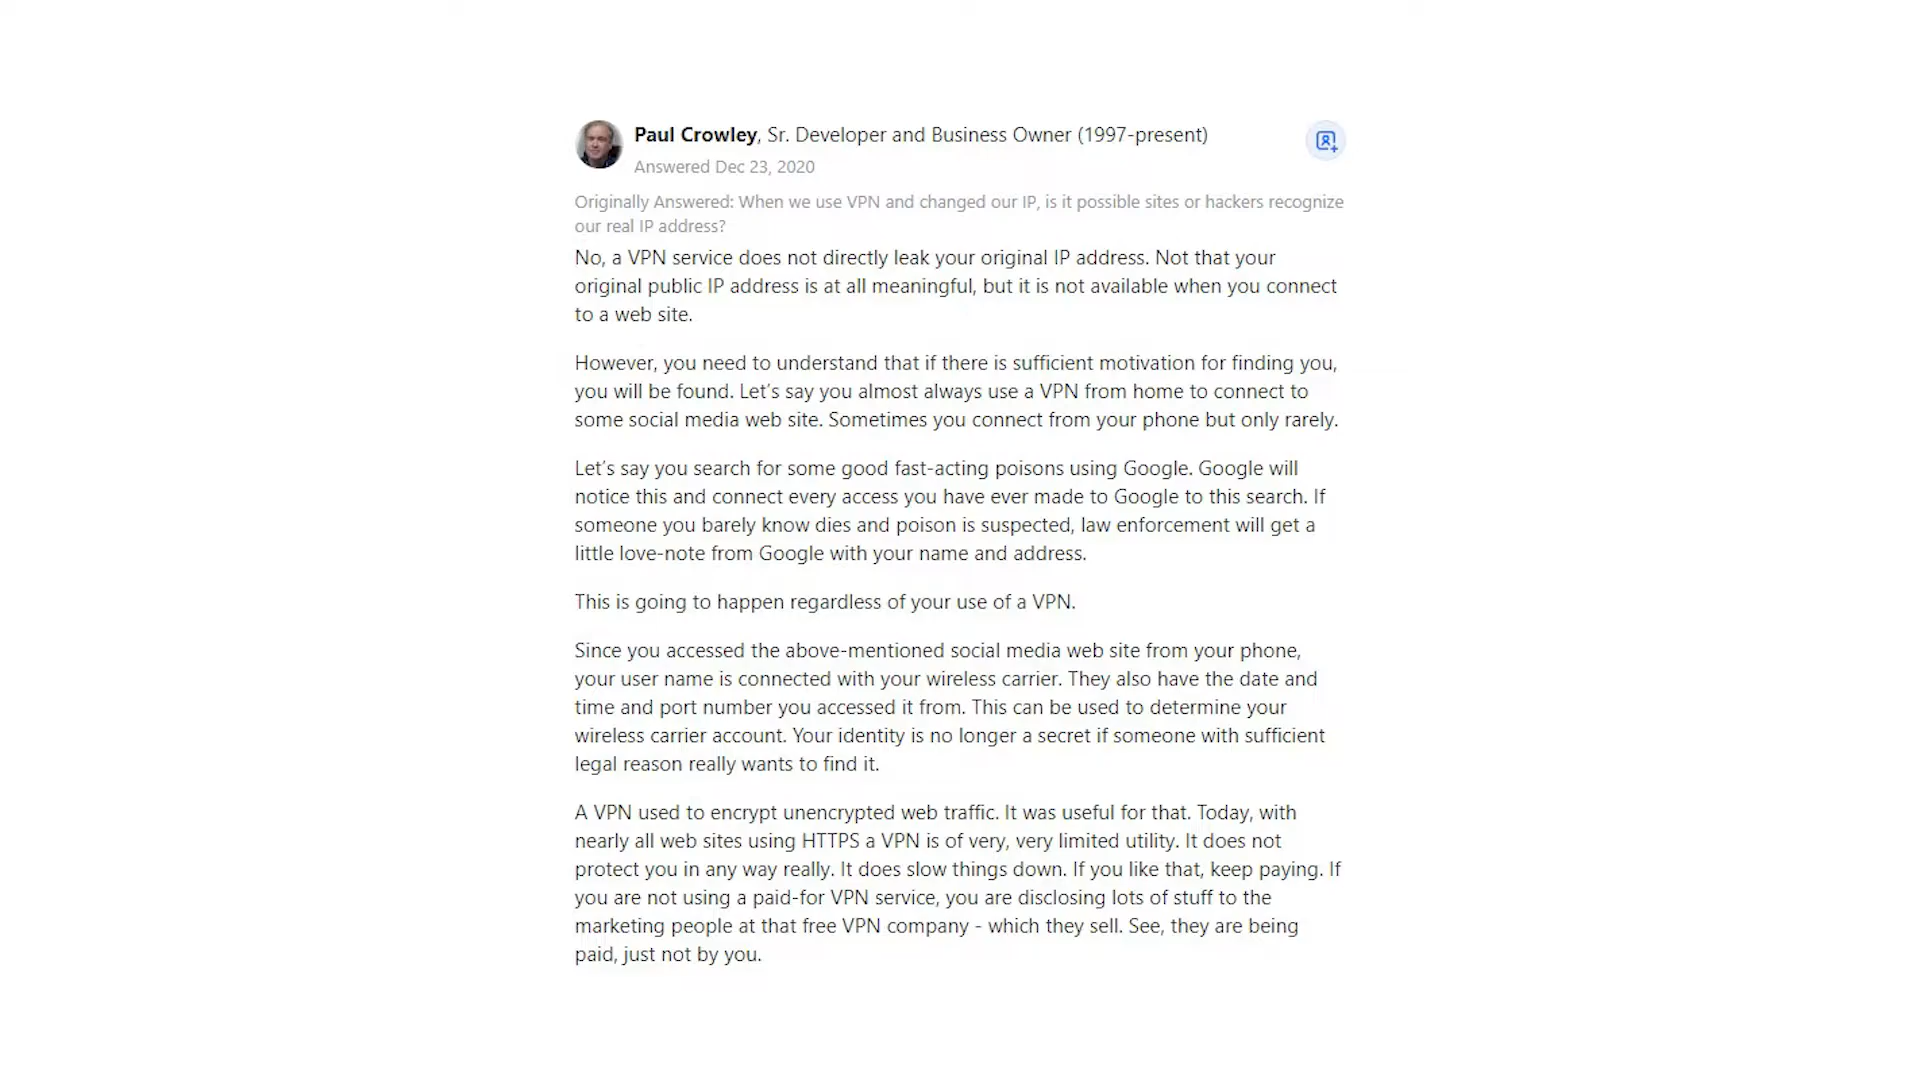 Paul Crowley, Sr. Developer and Business Owner (1997-present)
Answered Dec 23, 2020
Originally Answered: When we use VPN and changed our IP, is it possible sites or hackers recognize
our real IP address?
No, a VPN service does not directly leak your original IP address. Not that your
original public IP address is at all meaningful, but it is not available when you connect
to a web site.
However, you need to understand that if there is sufficient motivation for finding you,
you will be found. Let’s say you almost always use a VPN from home to connect to
some social media web site. Sometimes you connect from your phone but only rarely.
Let’s say you search for some good fast-acting poisons using Google. Google will
notice this and connect every access you have ever made to Google to this search. If
someone you barely know dies and poison is suspected, law enforcement will get a
little love-note from Google with your name and address.
This is going to happen regardless of your use of a VPN.
Since you accessed the above-mentioned social media web site from your phone,
your user name is connected with your wireless carrier. They also have the date and
time and port number you accessed it from. This can be used to determine your
wireless carrier account. Your identity is no longer a secret if someone with sufficient
legal reason really wants to find it.
A VPN used to encrypt unencrypted web traffic. It was useful for that. Today, with
nearly all web sites using HTTPS a VPN is of very, very limited utility. It does not
protect you in any way really. It does slow things down. If you like that, keep paying. If
you are not using a paid-for VPN service, you are disclosing lots of stuff to the
marketing people at that free VPN company - which they sell. See, they are being
paid, just not by you.